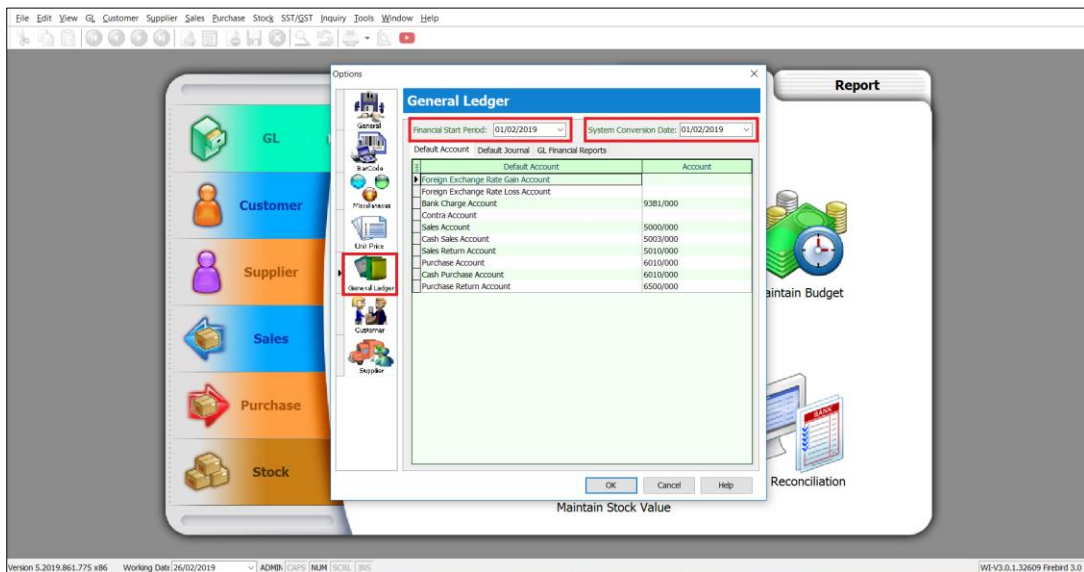 File Edit View GL Customer Supplier Sales Purchase Stock SST/GST Inquiry Tools Window Help
Options
Report
General Ledger
General
Financial Start Period: 01/02/2019 System Conversion Date: 01/02/2019
GL
Default Account Default Journal GL Financial Reports
BarCode
Default Account Account
Foreign Exchange Rate Gain Account
Foreign Exchange Rate Loss Account
Miscellaneous
Customer
Bank Charge Account 93B1/000
Contra Account
Sales Account 5000/000
Cash Sales Account 5003/000
Unit Price
Sales Return Account 5010/000
Purchase Account 6010/000
Supplier
Cash Purchase Account 6010/000
General Ledger
Purchase Return Account 6500/000
aintain Budget
Customer
Sales
Supplier
Purchase
BANK
Stock
OK Cancel Help
Reconciliation
Maintain Stock Value
Version 5.2019.861.775 x86 Working Date 26/02/2019 ADMIN CAPS NUM SCRL INS WI-V3.0.1.32609 Firebird 3.0